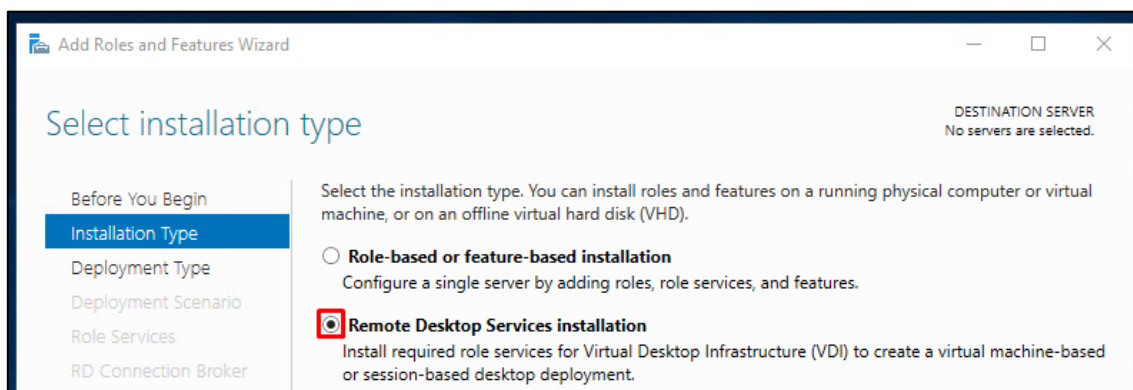 Add Roles and Features Wizard
Select installation type
DESTINATION SERVER
No servers are selected.
Before You Begin
Installation Type
Deployment Type
Deployment Scenario
Role Services
RD Connection Broker
Select the installation type. You can install roles and features on a running physical computer or virtual
machine, or on an offline virtual hard disk (VHD).
Role-based or feature-based installation
Configure a single server by adding roles, role services, and features.
Remote Desktop Services installation
Install required role services for Virtual Desktop Infrastructure (VDI) to create a virtual machine-based
or session-based desktop deployment.